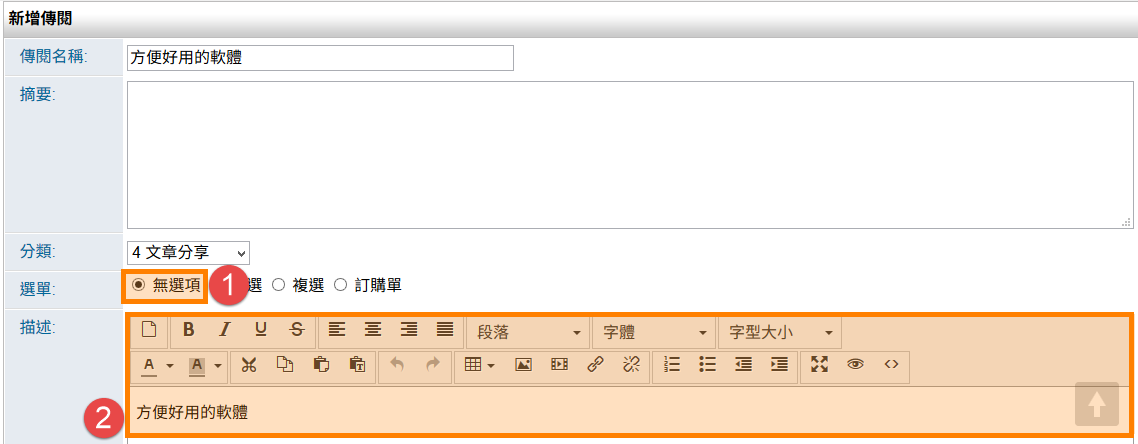 新增傳閱
傳閱名稱: 方便好用的軟體
摘要:
分類: 4 文章分享
選單: 無選項 1 選 複選 訂購單
描述: B I U S 段落 字體 字型大小
A A
方便好用的軟體
2